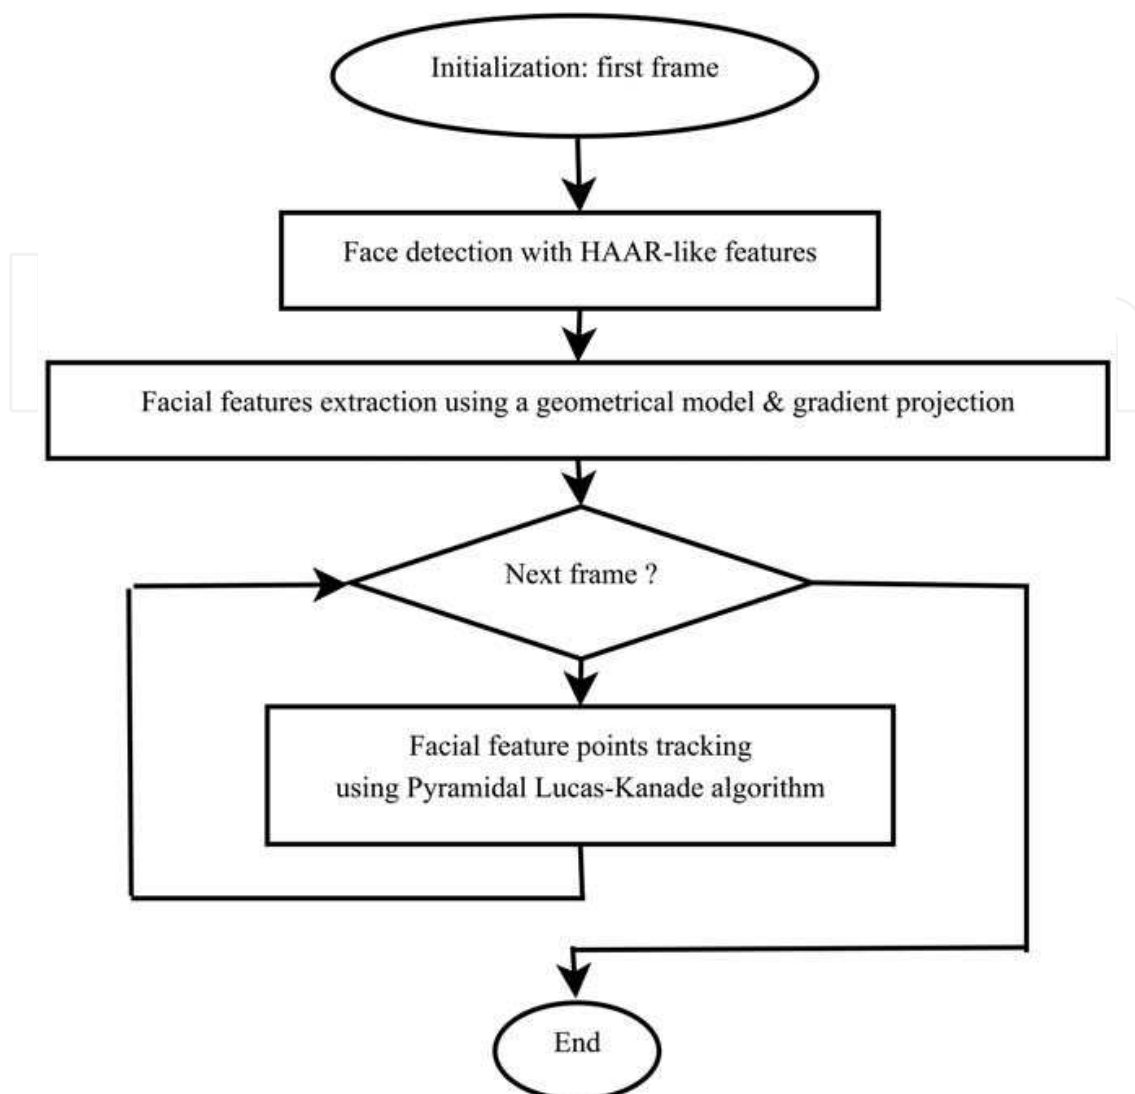 Initialization: first frame
Face detection with HAAR-like features
Facial features extraction using a geometrical model & gradient projection
Next frame ?
Facial feature points tracking
using Pyramidal Lucas-Kanade algorithm
End